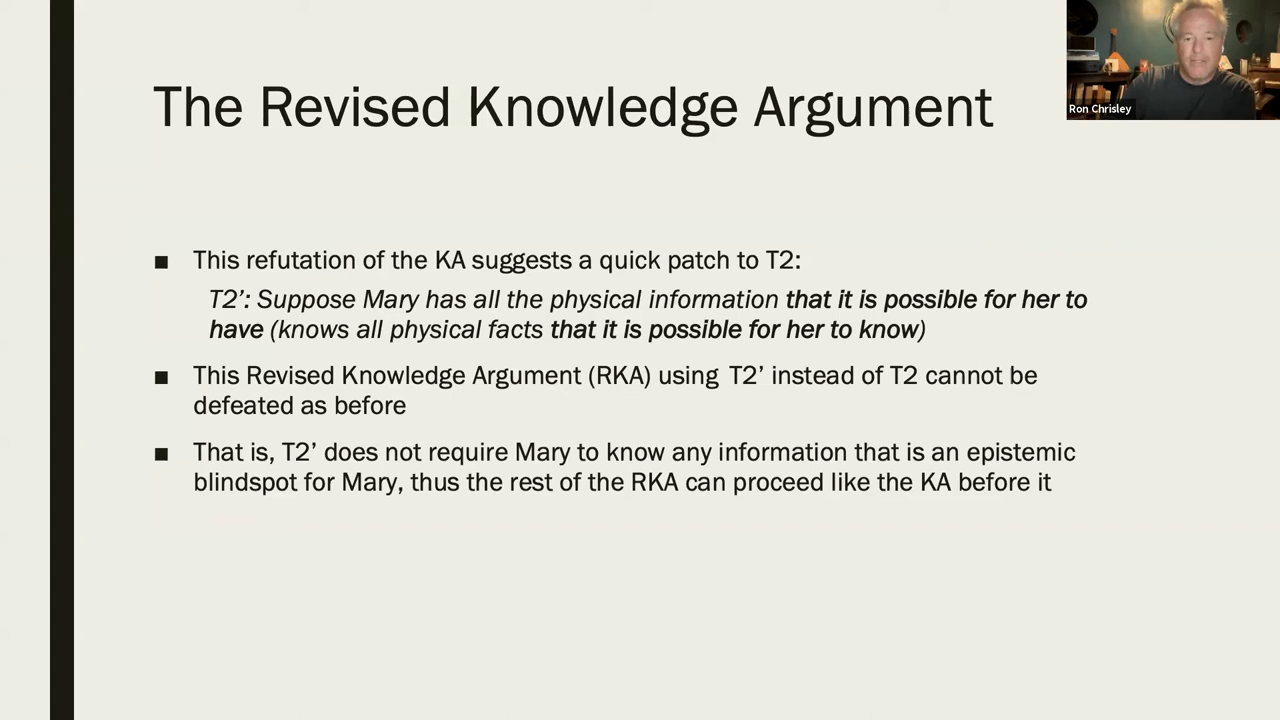 The Revised Knowledge Argument
Ron Chrisley
■ This refutation of the KA suggests a quick patch to T2:
T2’: Suppose Mary has all the physical information that it is possible for her to
have (knows all physical facts that it is possible for her to know)
■ This Revised Knowledge Argument (RKA) using T2’ instead of T2 cannot be
defeated as before
■ That is, T2’ does not require Mary to know any information that is an epistemic
blindspot for Mary, thus the rest of the RKA can proceed like the KA before it